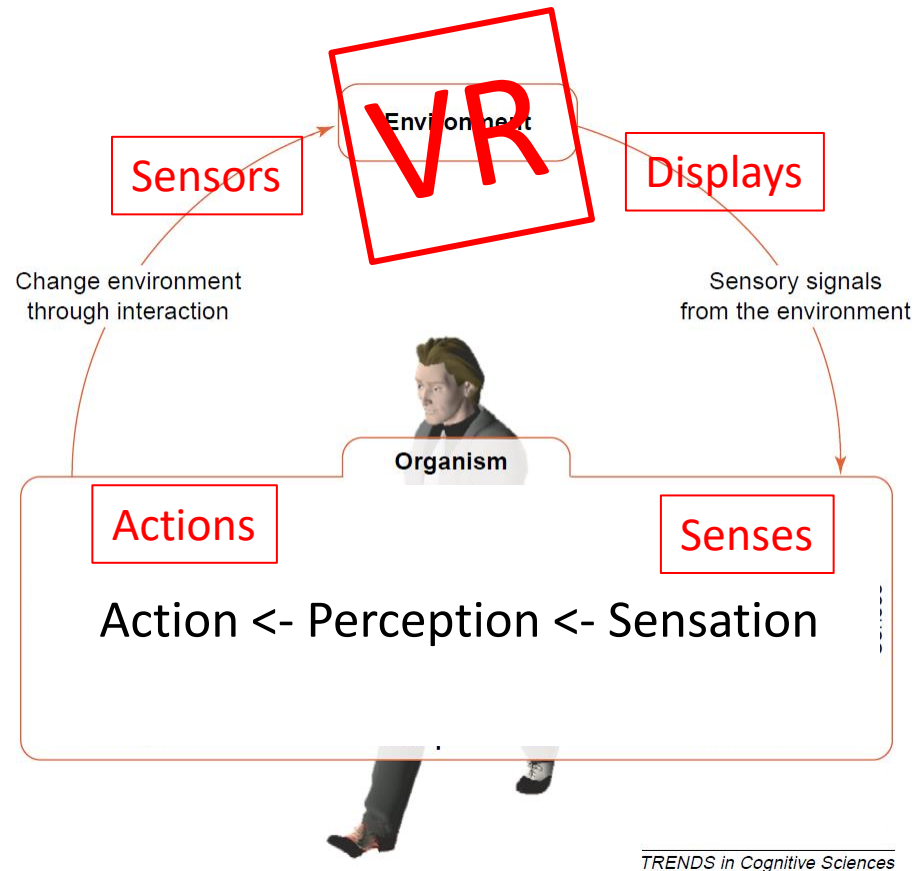 VR
Environment
Sensors
Displays
Change environment
through interaction
Sensory signals
from the environment
Organism
Actions
Senses
Action <- Perception <- Sensation
TRENDS in Cognitive Sciences